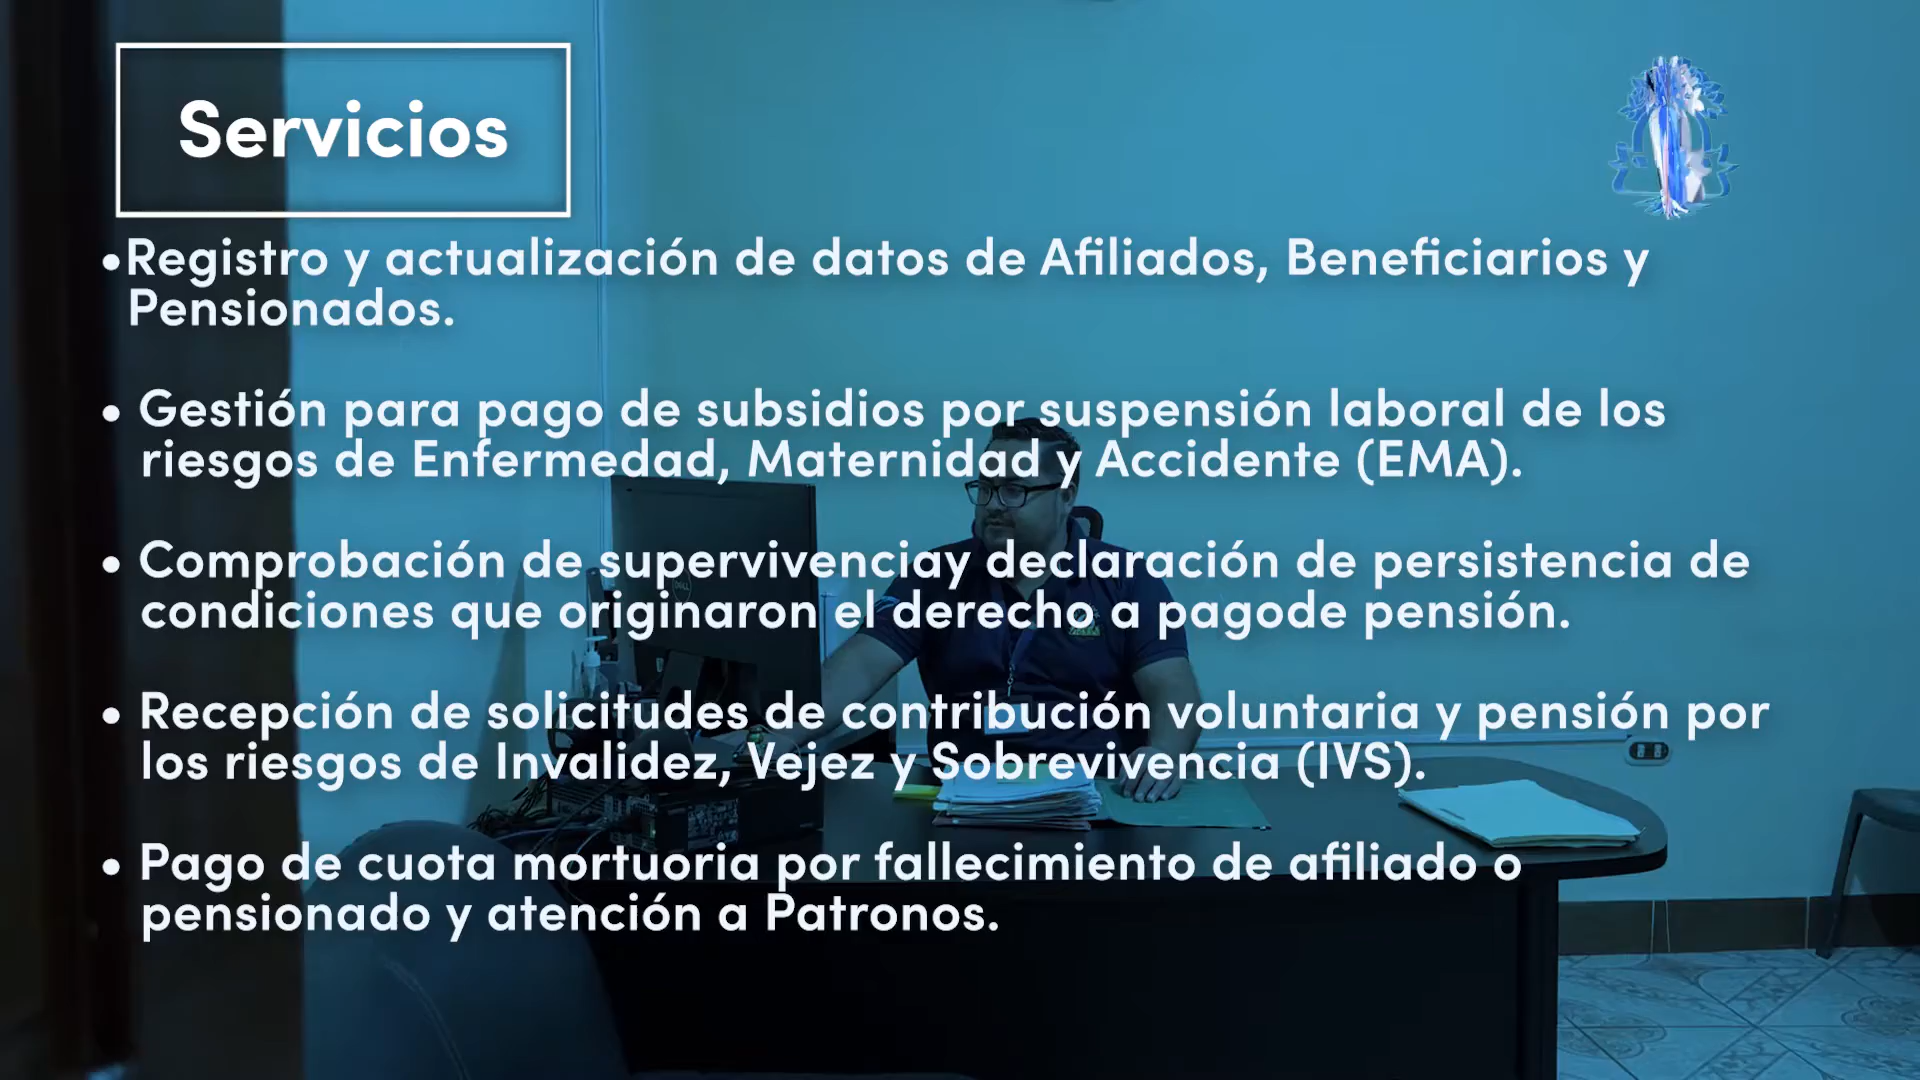 Servicios
•Registro y actualización de datos de Afiliados, Beneficiarios y
Pensionados.
• Gestión para pago de subsidios por suspensión laboral de los
riesgos de Enfermedad, Maternidad y Accidente (EMA).
• Comprobación de supervivenciay declaración de persistencia de
condiciones que originaron el derecho a pagode pensión.
• Recepción de solicitudes de contribución voluntaria y pensión por
los riesgos de Invalidez, Vejez y Sobrevivencia (IVS).
• Pago de cuota mortuoria por fallecimiento de afiliado o
pensionado y atención a Patronos.